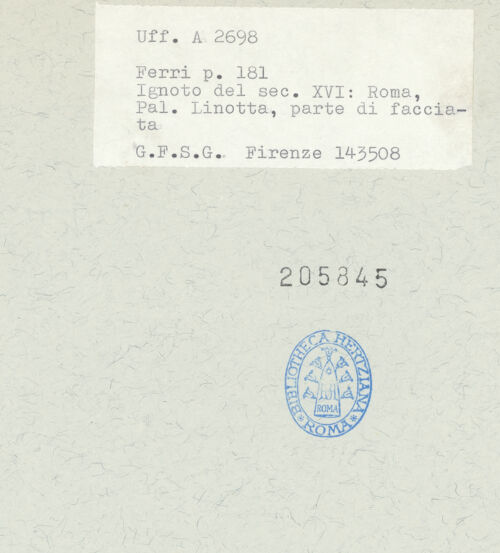 Uff. A 2698
Ferri p. 181
Ignoto del sec. XVI: Roma,
Pal. Linotta, parte di faccia-
ta
G.F.S.G. Firenze 143508
205845
BIBLIOTHECA HERTZIANA
ROMA
* ROMA *